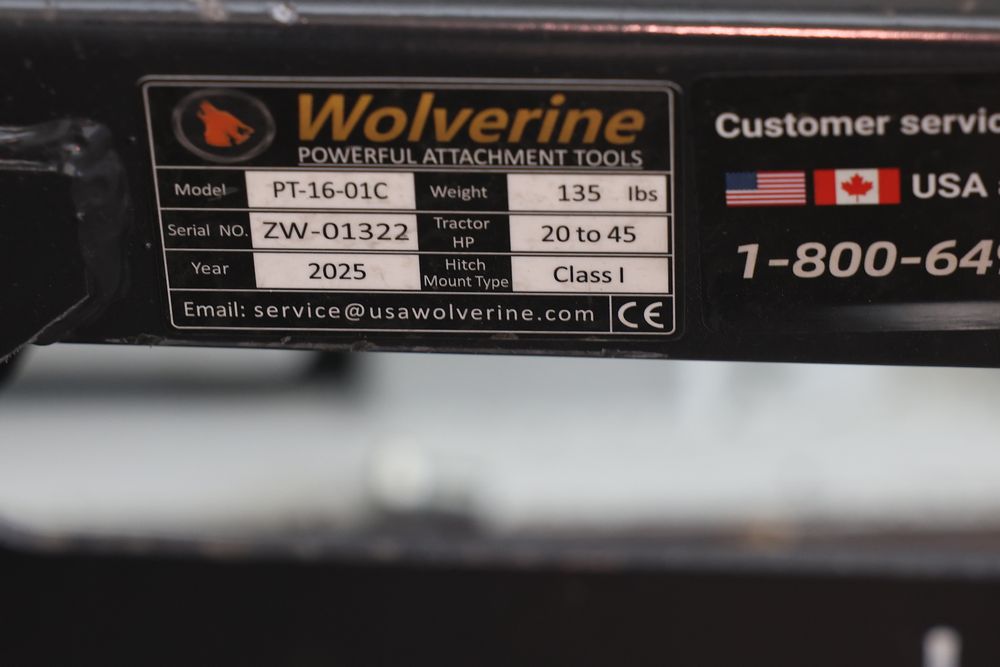 Wolverine
POWERFUL ATTACHMENT TOOLS
Model PT-16-01C Weight 135 lbs
Serial NO. ZW-01322 Tractor HP 20 to 45
Year 2025 Hitch Mount Type Class I
Email: service@usawolverine.com CE
Customer
USA
1-800-64